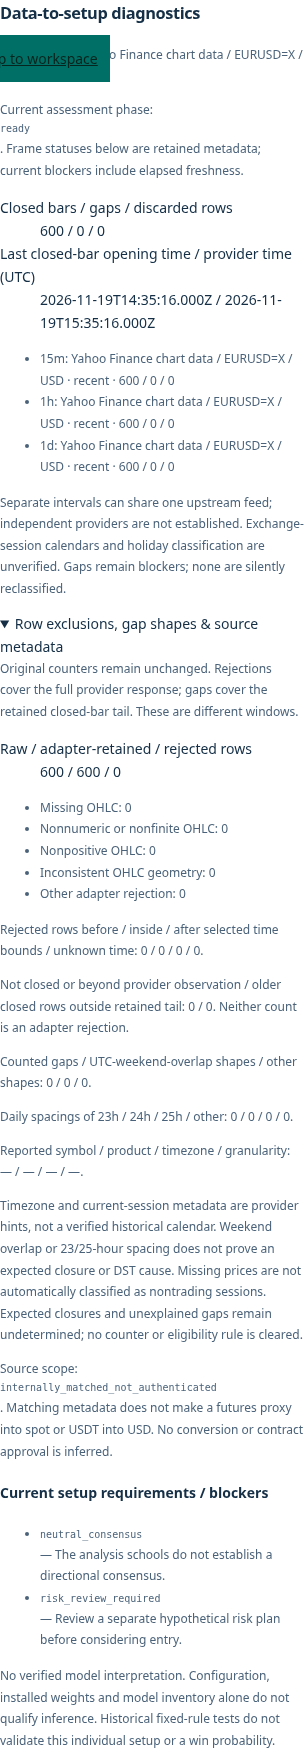 Data-to-setup diagnostics
p to workspace
o Finance chart data / EURUSD=X /
Current assessment phase:
ready
. Frame statuses below are retained metadata;
current blockers include elapsed freshness.
Closed bars / gaps / discarded rows
600 / 0 / 0
Last closed-bar opening time / provider time
(UTC)
2026-11-19T14:35:16.000Z / 2026-11-
19T15:35:16.000Z
• 15m: Yahoo Finance chart data / EURUSD=X /
USD · recent · 600 / 0 / 0
• 1h: Yahoo Finance chart data / EURUSD=X /
USD · recent · 600 / 0 / 0
• 1d: Yahoo Finance chart data / EURUSD=X /
USD · recent · 600 / 0 / 0
Separate intervals can share one upstream feed;
independent providers are not established. Exchange-
session calendars and holiday classification are
unverified. Gaps remain blockers; none are silently
reclassified.
▼ Row exclusions, gap shapes & source
metadata
Original counters remain unchanged. Rejections
cover the full provider response; gaps cover the
retained closed-bar tail. These are different windows.
Raw / adapter-retained / rejected rows
600 / 600 / 0
• Missing OHLC: 0
• Nonnumeric or nonfinite OHLC: 0
• Nonpositive OHLC: 0
• Inconsistent OHLC geometry: 0
• Other adapter rejection: 0
Rejected rows before / inside / after selected time
bounds / unknown time: 0 / 0 / 0 / 0.
Not closed or beyond provider observation / older
closed rows outside retained tail: 0 / 0. Neither count
is an adapter rejection.
Counted gaps / UTC-weekend-overlap shapes / other
shapes: 0 / 0 / 0.
Daily spacings of 23h / 24h / 25h / other: 0 / 0 / 0 / 0.
Reported symbol / product / timezone / granularity:
— / — / — / —.
Timezone and current-session metadata are provider
hints, not a verified historical calendar. Weekend
overlap or 23/25-hour spacing does not prove an
expected closure or DST cause. Missing prices are not
automatically classified as nontrading sessions.
Expected closures and unexplained gaps remain
undetermined; no counter or eligibility rule is cleared.
Source scope:
internally_matched_not_authenticated
. Matching metadata does not make a futures proxy
into spot or USDT into USD. No conversion or contract
approval is inferred.
Current setup requirements / blockers
• neutral_consensus
— The analysis schools do not establish a
directional consensus.
• risk_review_required
— Review a separate hypothetical risk plan
before considering entry.
No verified model interpretation. Configuration,
installed weights and model inventory alone do not
qualify inference. Historical fixed-rule tests do not
validate this individual setup or a win probability.